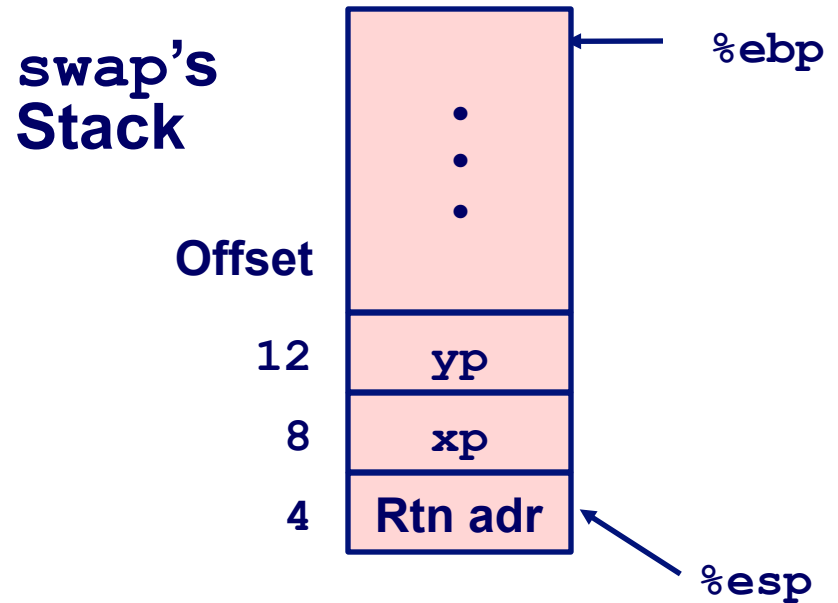 swap's
Stack
%ebp
Offset
12 yp
8 xp
4 Rtn adr
%esp